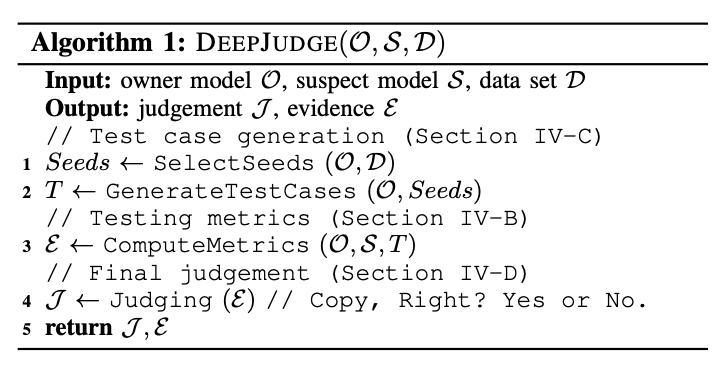 Algorithm 1: DEEPJUDGE(𝒪, 𝒮, 𝒟)
Input: owner model 𝒪, suspect model 𝒮, data set 𝒟
Output: judgement 𝒥, evidence ℰ
// Test case generation (Section IV-C)
1 Seeds ← SelectSeeds (𝒪, 𝒟)
2 T ← GenerateTestCases (𝒪, Seeds)
// Testing metrics (Section IV-B)
3 ℰ ← ComputeMetrics (𝒪, 𝒮, T)
// Final judgement (Section IV-D)
4 𝒥 ← Judging (ℰ) // Copy, Right? Yes or No.
5 return 𝒥, ℰ